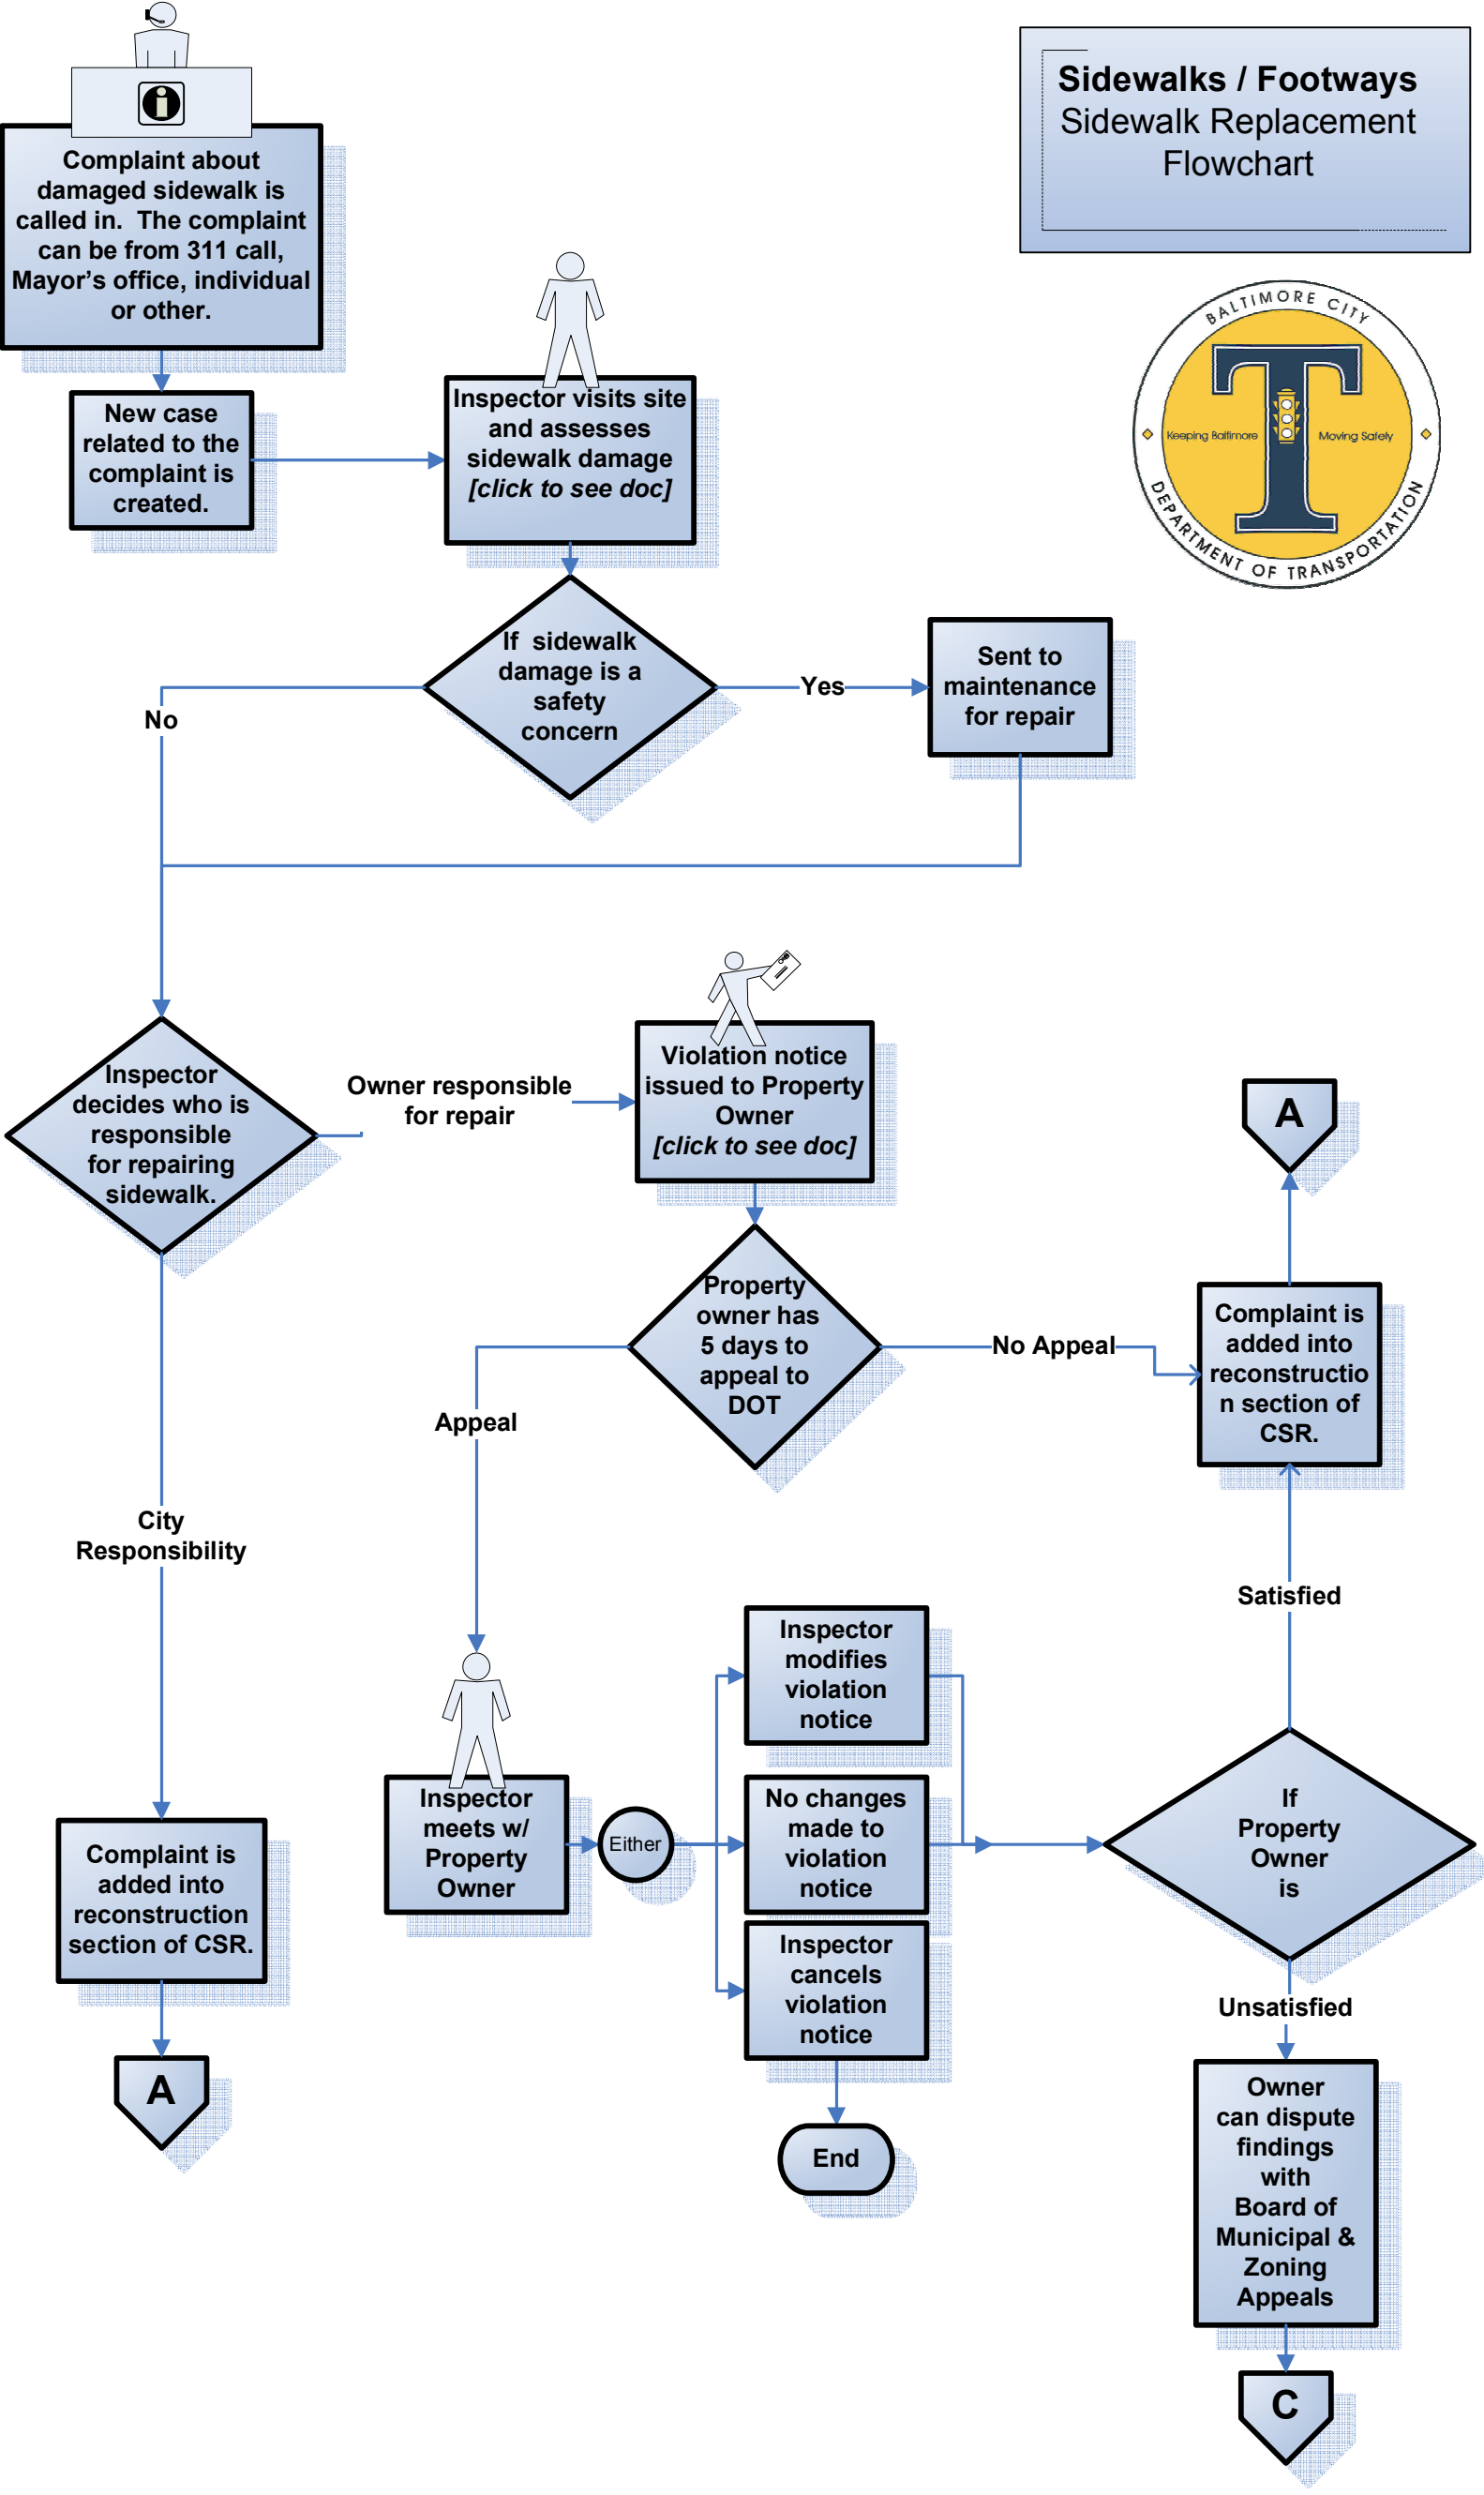 Sidewalks / Footways
Sidewalk Replacement
Flowchart
BALTIMORE CITY
Keeping Baltimore
Moving Safely
DEPARTMENT OF TRANSPORTATION
Complaint about
damaged sidewalk is
called in. The complaint
can be from 311 call,
Mayor's office, individual
or other.
New case
related to the
complaint is
created.
Inspector visits site
and assesses
sidewalk damage
[click to see doc]
If sidewalk
damage is a
safety
concern
Yes
Sent to
maintenance
for repair
No
Inspector
decides who is
responsible
for repairing
sidewalk.
Owner responsible
for repair
Violation notice
issued to Property
Owner
[click to see doc]
A
Property
owner has
5 days to
appeal to
DOT
No Appeal
Complaint is
added into
reconstructio
n section of
CSR.
Appeal
City
Responsibility
Satisfied
Inspector
modifies
violation
notice
Inspector
meets w/
Property
Owner
Either
No changes
made to
violation
notice
If
Property
Owner
is
Complaint is
added into
reconstruction
section of CSR.
Inspector
cancels
violation
notice
Unsatisfied
A
End
Owner
can dispute
findings
with
Board of
Municipal &
Zoning
Appeals
C